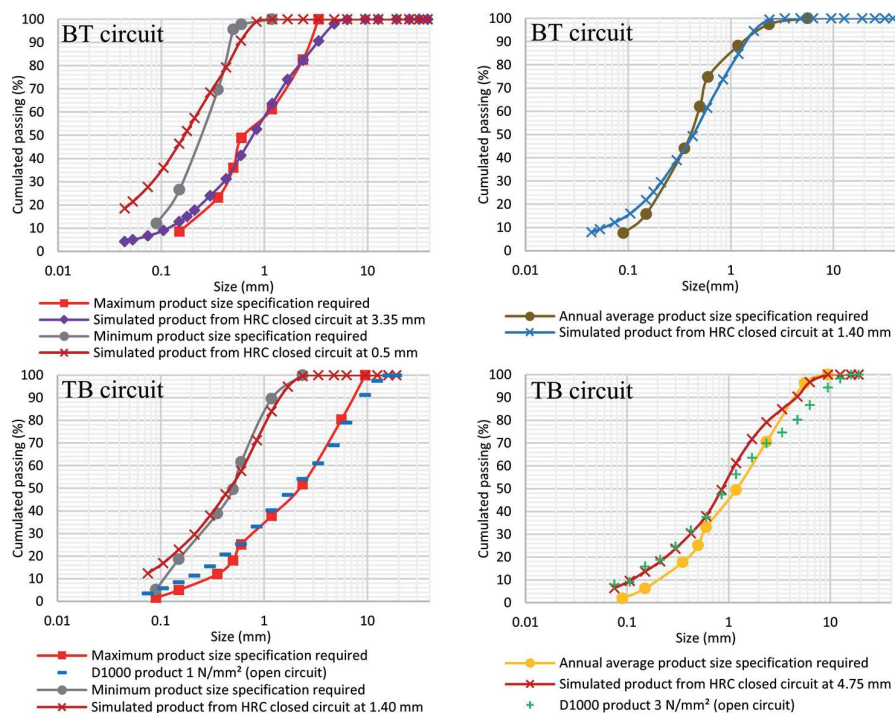 BT circuit
Cumulated passing (%)
100
90
80
70
60
50
40
30
20
10
0
0.01 0.1 1 10
Size (mm)
Maximum product size specification required
Simulated product from HRC closed circuit at 3.35 mm
Minimum product size specification required
Simulated product from HRC closed circuit at 0.5 mm
BT circuit
Cumulated passing (%)
100
90
80
70
60
50
40
30
20
10
0
0.01 0.1 1 10
Size(mm)
Annual average product size specification required
Simulated product from HRC closed circuit at 1.40 mm
TB circuit
Cumulated passing (%)
100
90
80
70
60
50
40
30
20
10
0
0.01 0.1 1 10
Size (mm)
Maximum product size specification required
D1000 product 1 N/mm² (open circuit)
Minimum product size specification required
Simulated product from HRC closed circuit at 1.40 mm
TB circuit
Cumulated passing (%)
100
90
80
70
60
50
40
30
20
10
0
0.01 0.1 1 10
Size (mm)
Annual average product size specification required
Simulated product from HRC closed circuit at 4.75 mm
D1000 product 3 N/mm² (open circuit)